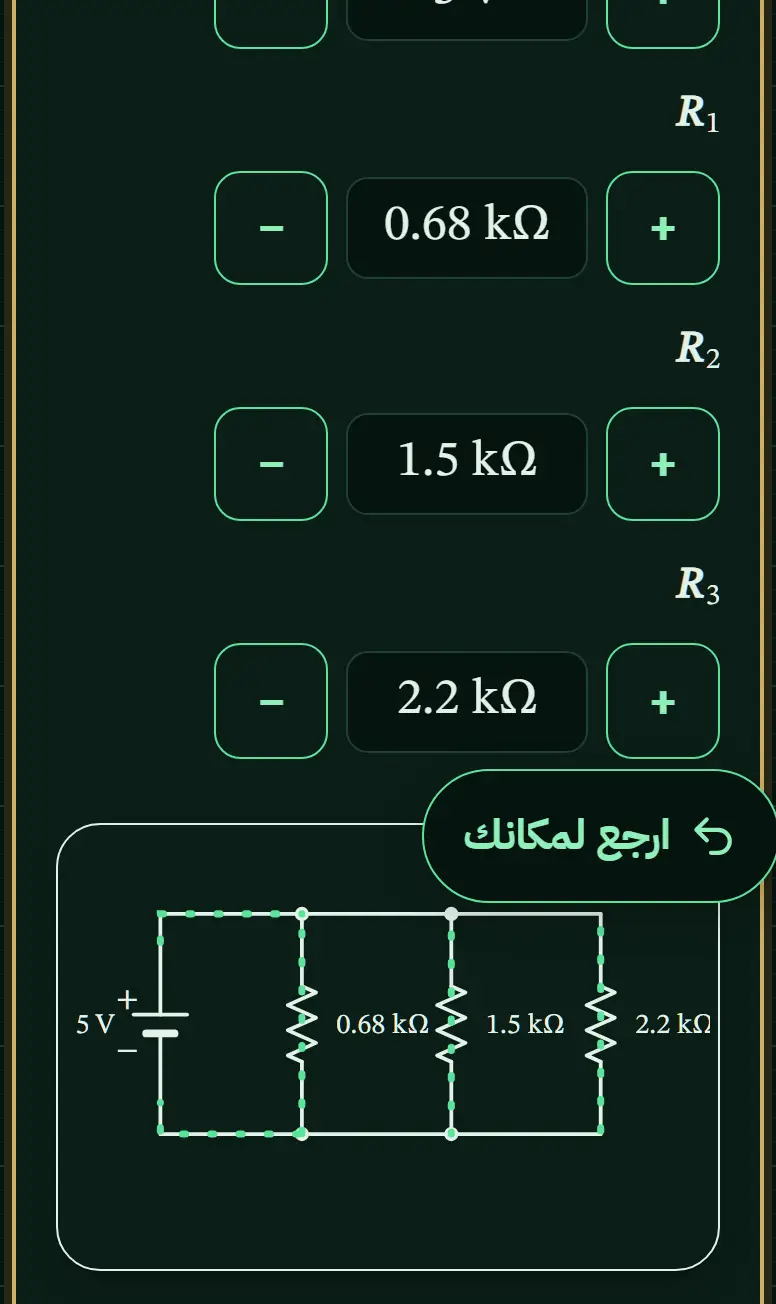 R₁
− 0.68 kΩ +
R₂
− 1.5 kΩ +
R₃
− 2.2 kΩ +
ارجع لمكانك
+
5 V
−
0.68 kΩ
1.5 kΩ
2.2 kΩ